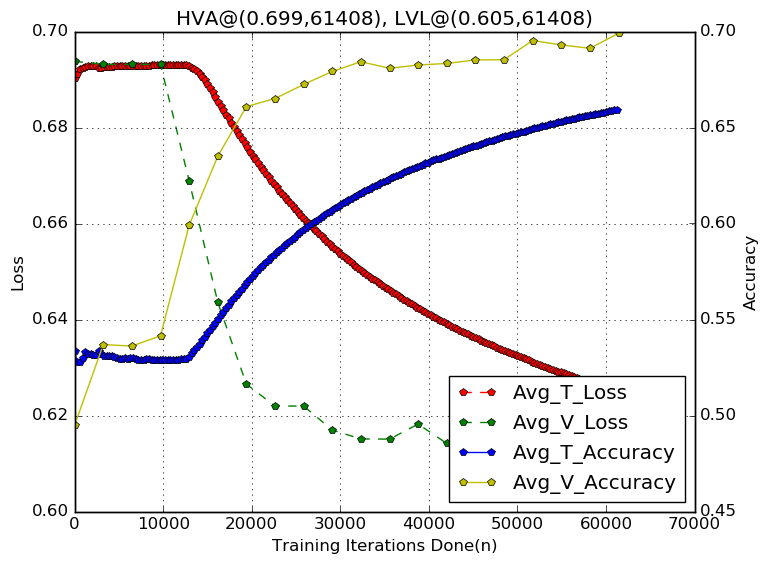 HVA@(0.699,61408), LVL@(0.605,61408)
0.70
0.68
0.66
0.64
0.62
0.60
Loss
0.70
0.65
0.60
0.55
0.50
0.45
Accuracy
Avg_T_Loss
Avg_V_Loss
Avg_T_Accuracy
Avg_V_Accuracy
0 10000 20000 30000 40000 50000 60000 70000
Training Iterations Done(n)